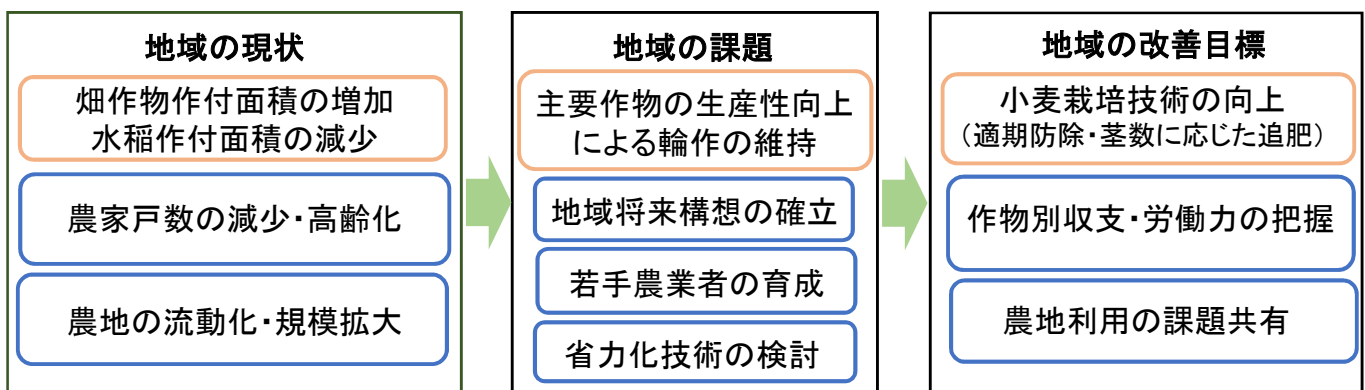 地域の現状
畑作物作付面積の増加
水稲作付面積の減少
農家戸数の減少・高齢化
農地の流動化・規模拡大
地域の課題
主要作物の生産性向上
による輪作の維持
地域将来構想の確立
若手農業者の育成
省力化技術の検討
地域の改善目標
小麦栽培技術の向上
（適期防除・茎数に応じた追肥）
作物別収支・労働力の把握
農地利用の課題共有